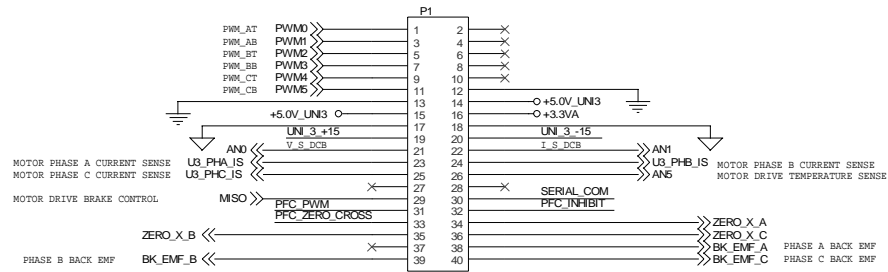 P1
PWM_AT PWM0 1 2
PWM_AB PWM1 3 4
PWM_BT PWM2 5 6
PWM_BB PWM3 7 8
PWM_CT PWM4 9 10
PWM_CB PWM5 11 12
13 14 +5.0V_UNI3
+5.0V_UNI3 15 16 +3.3VA
17 18
UNI_3_+15 19 20 UNI_3_-15
AN0 V_S_DCB 21 22 I_S_DCB AN1
MOTOR PHASE A CURRENT SENSE U3_PHA_IS 23 24 U3_PHB_IS MOTOR PHASE B CURRENT SENSE
MOTOR PHASE C CURRENT SENSE U3_PHC_IS 25 26 AN5 MOTOR DRIVE TEMPERATURE SENSE
27 28
MOTOR DRIVE BRAKE CONTROL MISO 29 30 SERIAL_COM
PFC_PWM 31 32 PFC_INHIBIT
PFC_ZERO_CROSS 33 34 ZERO_X_A
ZERO_X_B 35 36 ZERO_X_C
37 38 BK_EMF_A PHASE A BACK EMF
PHASE B BACK EMF BK_EMF_B 39 40 BK_EMF_C PHASE C BACK EMF